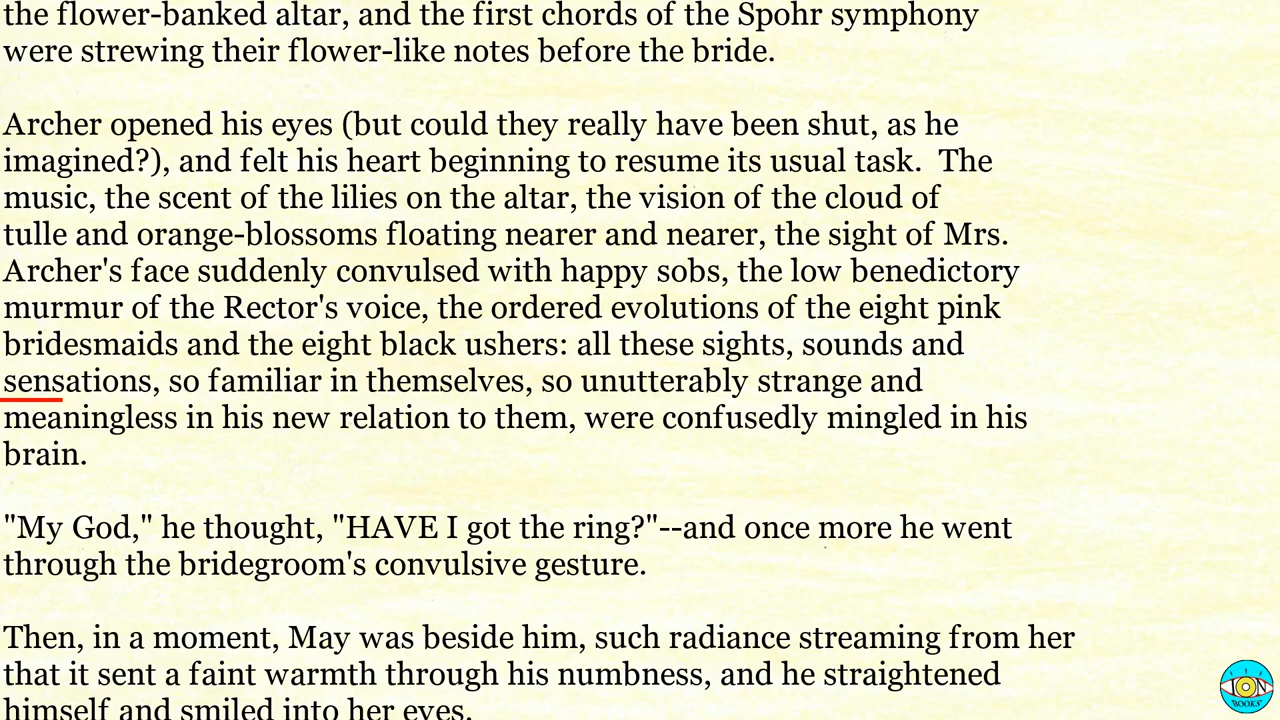 the flower-banked altar, and the first chords of the Spohr symphony
were strewing their flower-like notes before the bride.
Archer opened his eyes (but could they really have been shut, as he
imagined?), and felt his heart beginning to resume its usual task.  The
music, the scent of the lilies on the altar, the vision of the cloud of
tulle and orange-blossoms floating nearer and nearer, the sight of Mrs.
Archer's face suddenly convulsed with happy sobs, the low benedictory
murmur of the Rector's voice, the ordered evolutions of the eight pink
bridesmaids and the eight black ushers: all these sights, sounds and
sensations, so familiar in themselves, so unutterably strange and
meaningless in his new relation to them, were confusedly mingled in his
brain.
"My God," he thought, "HAVE I got the ring?"--and once more he went
through the bridegroom's convulsive gesture.
Then, in a moment, May was beside him, such radiance streaming from her
that it sent a faint warmth through his numbness, and he straightened
himself and smiled into her eyes.
ION
BOOKS